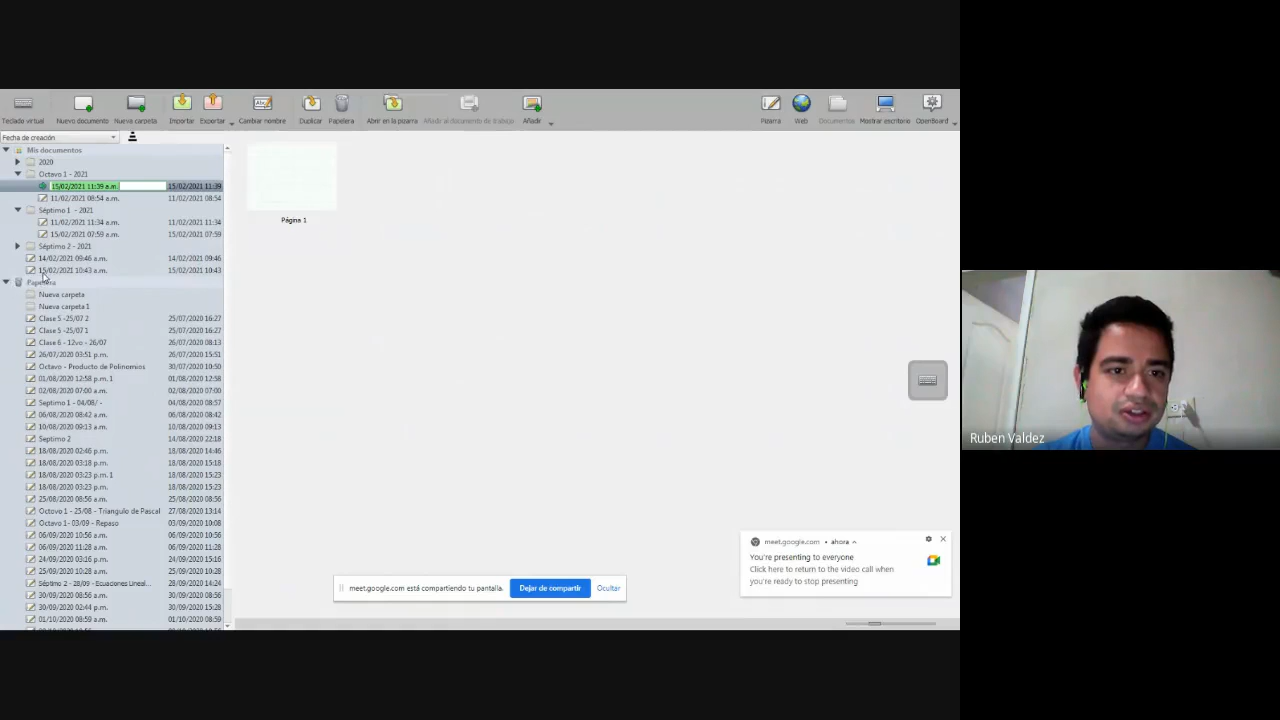 Teclado virtual
Nuevo documento
Nueva carpeta
Importar
Exportar
Cambiar nombre
Duplicar
Papelera
Abrir en la pizarra
Añadir al documento de trabajo
Añadir
Pizarra
Web
Documentos
Mostrar escritorio
OpenBoard
Fecha de creación
Mis documentos
2020
Octavo 1 - 2021
15/02/2021 11:39 a.m. 15/02/2021 11:39
11/02/2021 08:54 a.m. 11/02/2021 08:54
Séptimo 1 - 2021
11/02/2021 11:34 a.m. 11/02/2021 11:34
15/02/2021 07:59 a.m. 15/02/2021 07:59
Séptimo 2 - 2021
14/02/2021 09:46 a.m. 14/02/2021 09:46
15/02/2021 10:43 a.m. 15/02/2021 10:43
Papelera
Nueva carpeta
Nueva carpeta 1
Clase 5 -25/07 2 25/07/2020 16:27
Clase 5 -25/07 1 25/07/2020 16:27
Clase 6 - 12vo - 26/07 26/07/2020 08:13
26/07/2020 03:51 p.m. 26/07/2020 15:51
Octavo - Producto de Polinomios 30/07/2020 10:50
01/08/2020 12:58 p.m. 1 01/08/2020 12:58
02/08/2020 07:00 a.m. 02/08/2020 07:00
Septimo 1 - 04/08/ - 04/08/2020 08:57
06/08/2020 08:42 a.m. 06/08/2020 08:42
10/08/2020 09:13 a.m. 10/08/2020 09:13
Septimo 2 14/08/2020 22:18
18/08/2020 02:46 p.m. 18/08/2020 14:46
18/08/2020 03:18 p.m. 18/08/2020 15:18
18/08/2020 03:23 p.m. 1 18/08/2020 15:23
18/08/2020 03:23 p.m. 18/08/2020 15:23
25/08/2020 08:56 a.m. 25/08/2020 08:56
Octovo 1 - 25/08 - Triangulo de Pascal 27/08/2020 13:14
Octavo 1- 03/09 - Repaso 03/09/2020 10:08
06/09/2020 10:56 a.m. 06/09/2020 10:56
06/09/2020 11:28 a.m. 06/09/2020 11:28
24/09/2020 03:16 p.m. 24/09/2020 15:16
25/09/2020 10:28 a.m. 25/09/2020 10:28
Séptimo 2 - 28/09 - Ecuaciones Lineal... 28/09/2020 14:24
30/09/2020 08:56 a.m. 30/09/2020 08:56
30/09/2020 02:44 p.m. 30/09/2020 15:28
01/10/2020 08:59 a.m. 01/10/2020 08:59
Página 1
meet.google.com • ahora
You're presenting to everyone
Click here to return to the video call when
you're ready to stop presenting
meet.google.com está compartiendo tu pantalla.
Dejar de compartir
Ocultar
Ruben Valdez